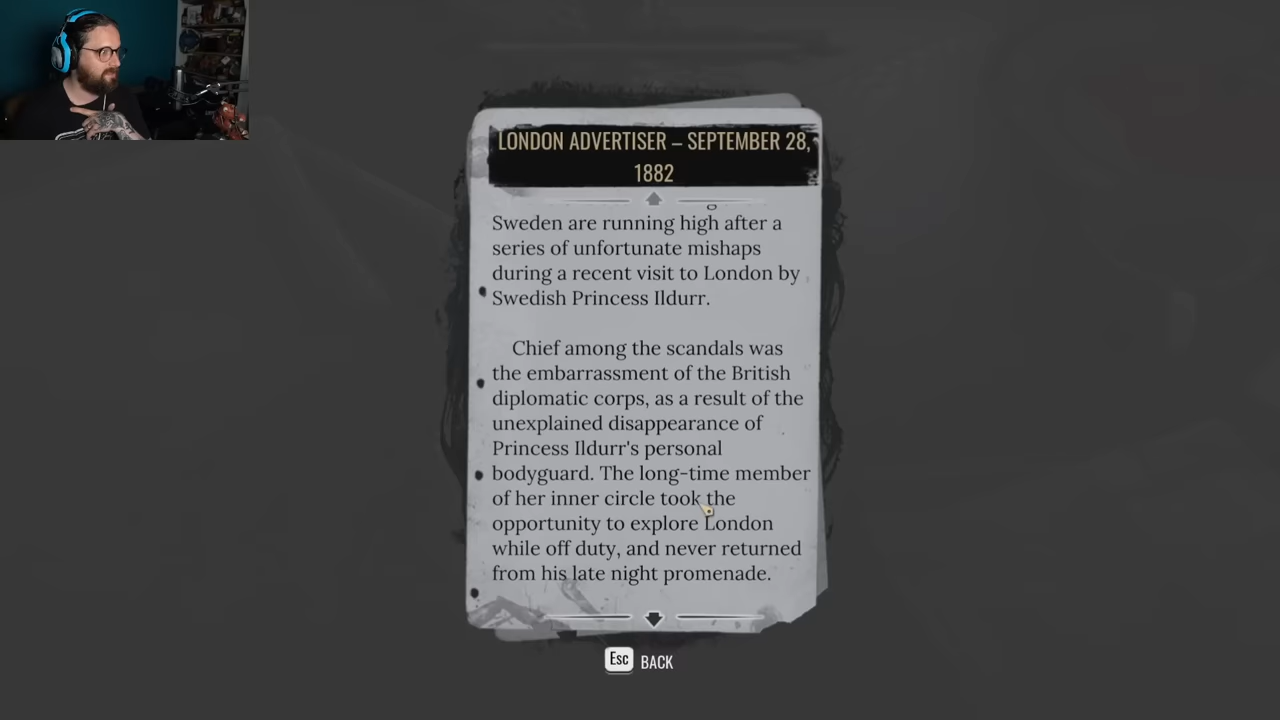 LONDON ADVERTISER – SEPTEMBER 28,
1882
Sweden are running high after a
series of unfortunate mishaps
during a recent visit to London by
Swedish Princess Ildurr.
Chief among the scandals was
the embarrassment of the British
diplomatic corps, as a result of the
unexplained disappearance of
Princess Ildurr's personal
bodyguard. The long-time member
of her inner circle took the
opportunity to explore London
while off duty, and never returned
from his late night promenade.
Esc BACK